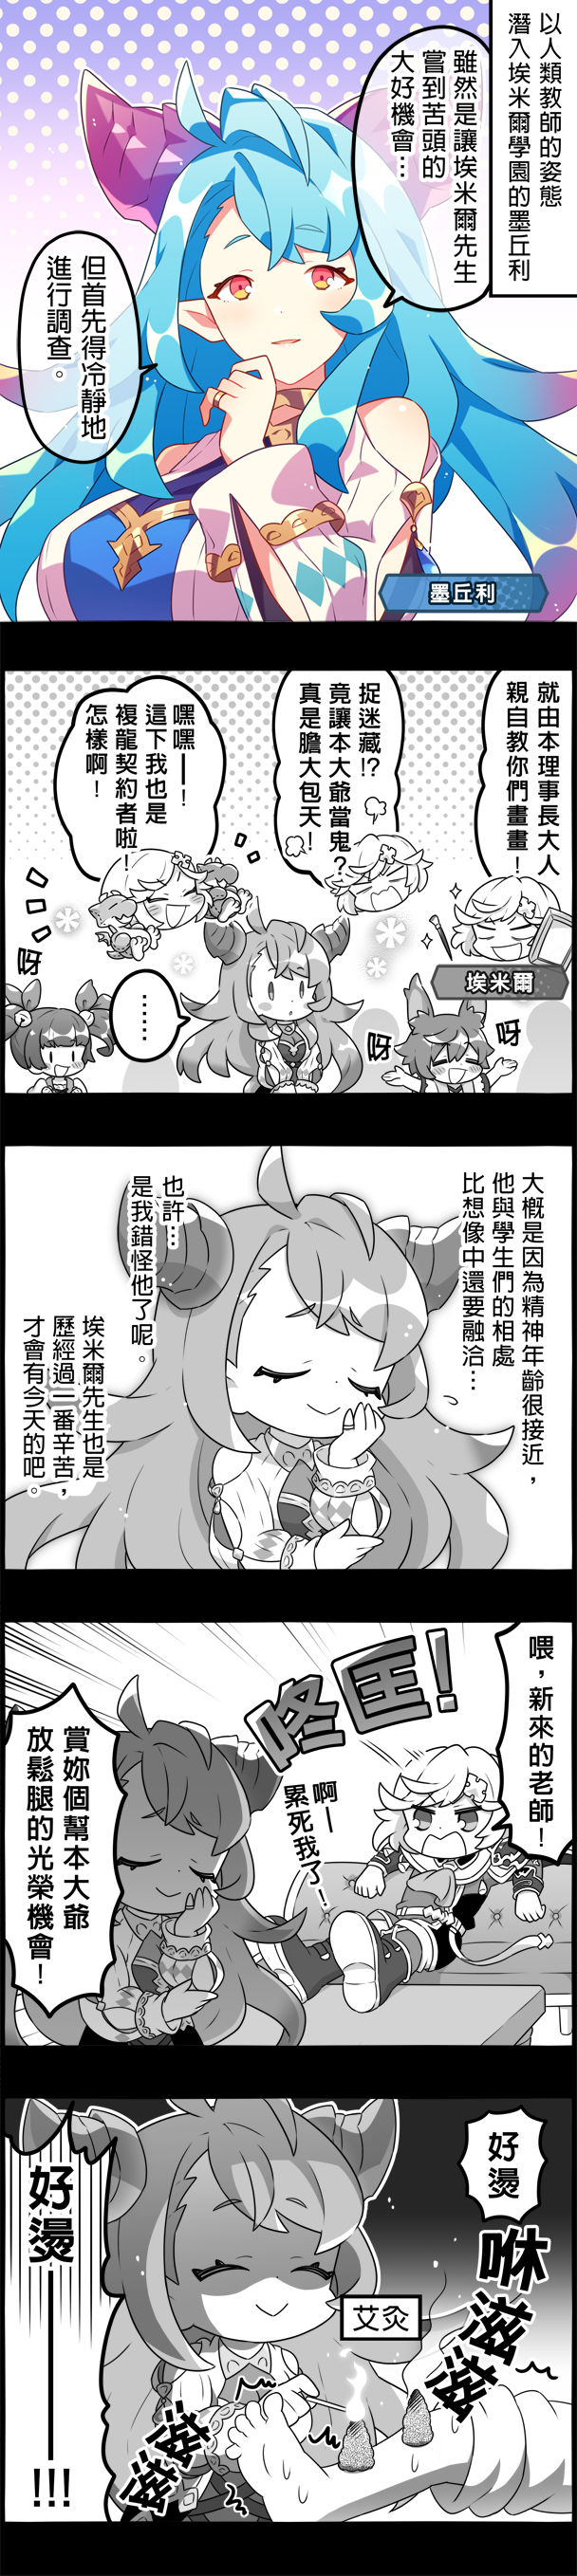 以人類教師的姿態
潛入埃米爾學園的墨丘利
雖然是讓埃米爾先生
嘗到苦頭的
大好機會…
但首先得冷靜地
進行調查。
墨丘利
就由本理事長大人
親自教你們畫畫！
捉迷藏!?
竟讓本大爺當鬼？
真是膽大包天！
嘿嘿—！
這下我也是
複龍契約者啦！
怎樣啊！
埃米爾
呀
呀
……
呀
大概是因為精神年齡很接近，
他與學生們的相處
比想像中還要融洽…
也許…
是我錯怪他了呢。
埃米爾先生也是
歷經過一番辛苦，
才會有今天的吧。
喂，新來的老師！
咚匡!
啊—
累死我了！
賞妳個幫本大爺
放鬆腿的光榮機會！
好燙
咻滋滋
艾灸
滋滋
好燙—!!!